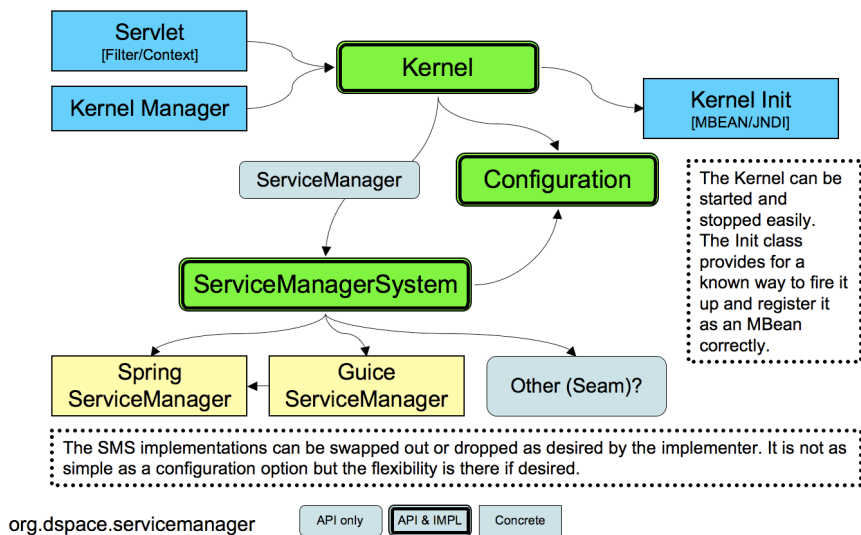 Servlet
[Filter/Context]
Kernel
Kernel Manager
Kernel Init
[MBEAN/JNDI]
ServiceManager
Configuration
The Kernel can be
started and
stopped easily.
The Init class
provides for a
known way to fire it
up and register it
as an MBean
correctly.
ServiceManagerSystem
Spring
ServiceManager
Guice
ServiceManager
Other (Seam)?
The SMS implementations can be swapped out or dropped as desired by the implementer. It is not as
simple as a configuration option but the flexibility is there if desired.
org.dspace.servicemanager
API only
API & IMPL
Concrete